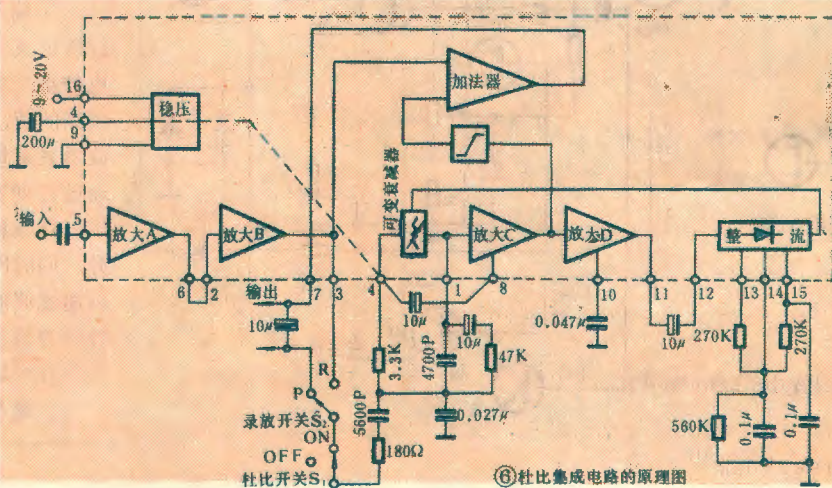 9~20V
16
4
9
稳压
200μ
加法器
可变衰减器
输入
5
放大A
放大B
放大C
放大D
整 流
6
2
输出
7
3
4
1
8
10
11
12
13
14
15
10μ
10μ
10μ
0.047μ
10μ
270K
270K
3.3K
4700P
47K
R
P
录放开关S₂
5600P
0.027μ
560K
0.1μ
0.1μ
ON
OFF
180Ω
杜比开关S₁
⑥杜比集成电路的原理图